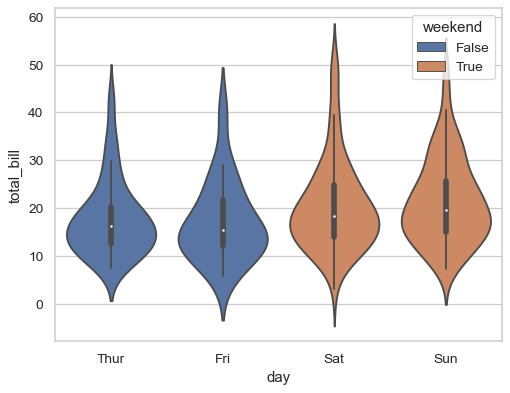 60
50
40
30
20
10
0
total_bill
weekend
False
True
Thur
Fri
Sat
Sun
day